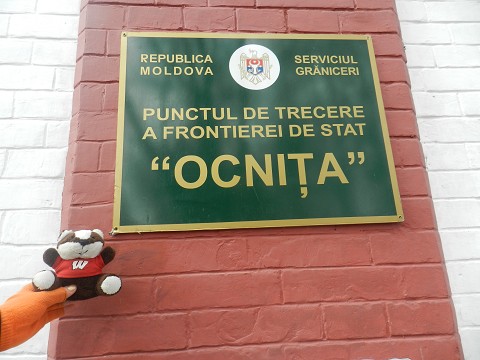 REPUBLICA MOLDOVA
SERVICIUL GRĂNICERI
PUNCTUL DE TRECERE
A FRONTIEREI DE STAT
“OCNIȚA”
W